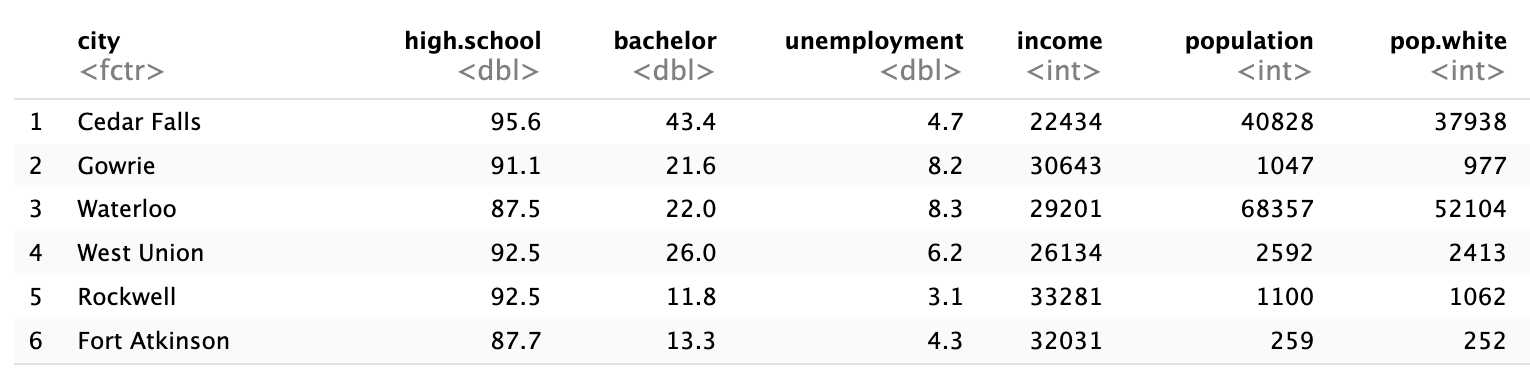 city high.school bachelor unemployment income population pop.white
<fctr> <dbl> <dbl> <dbl> <int> <int> <int>
1 Cedar Falls 95.6 43.4 4.7 22434 40828 37938
2 Gowrie 91.1 21.6 8.2 30643 1047 977
3 Waterloo 87.5 22.0 8.3 29201 68357 52104
4 West Union 92.5 26.0 6.2 26134 2592 2413
5 Rockwell 92.5 11.8 3.1 33281 1100 1062
6 Fort Atkinson 87.7 13.3 4.3 32031 259 252